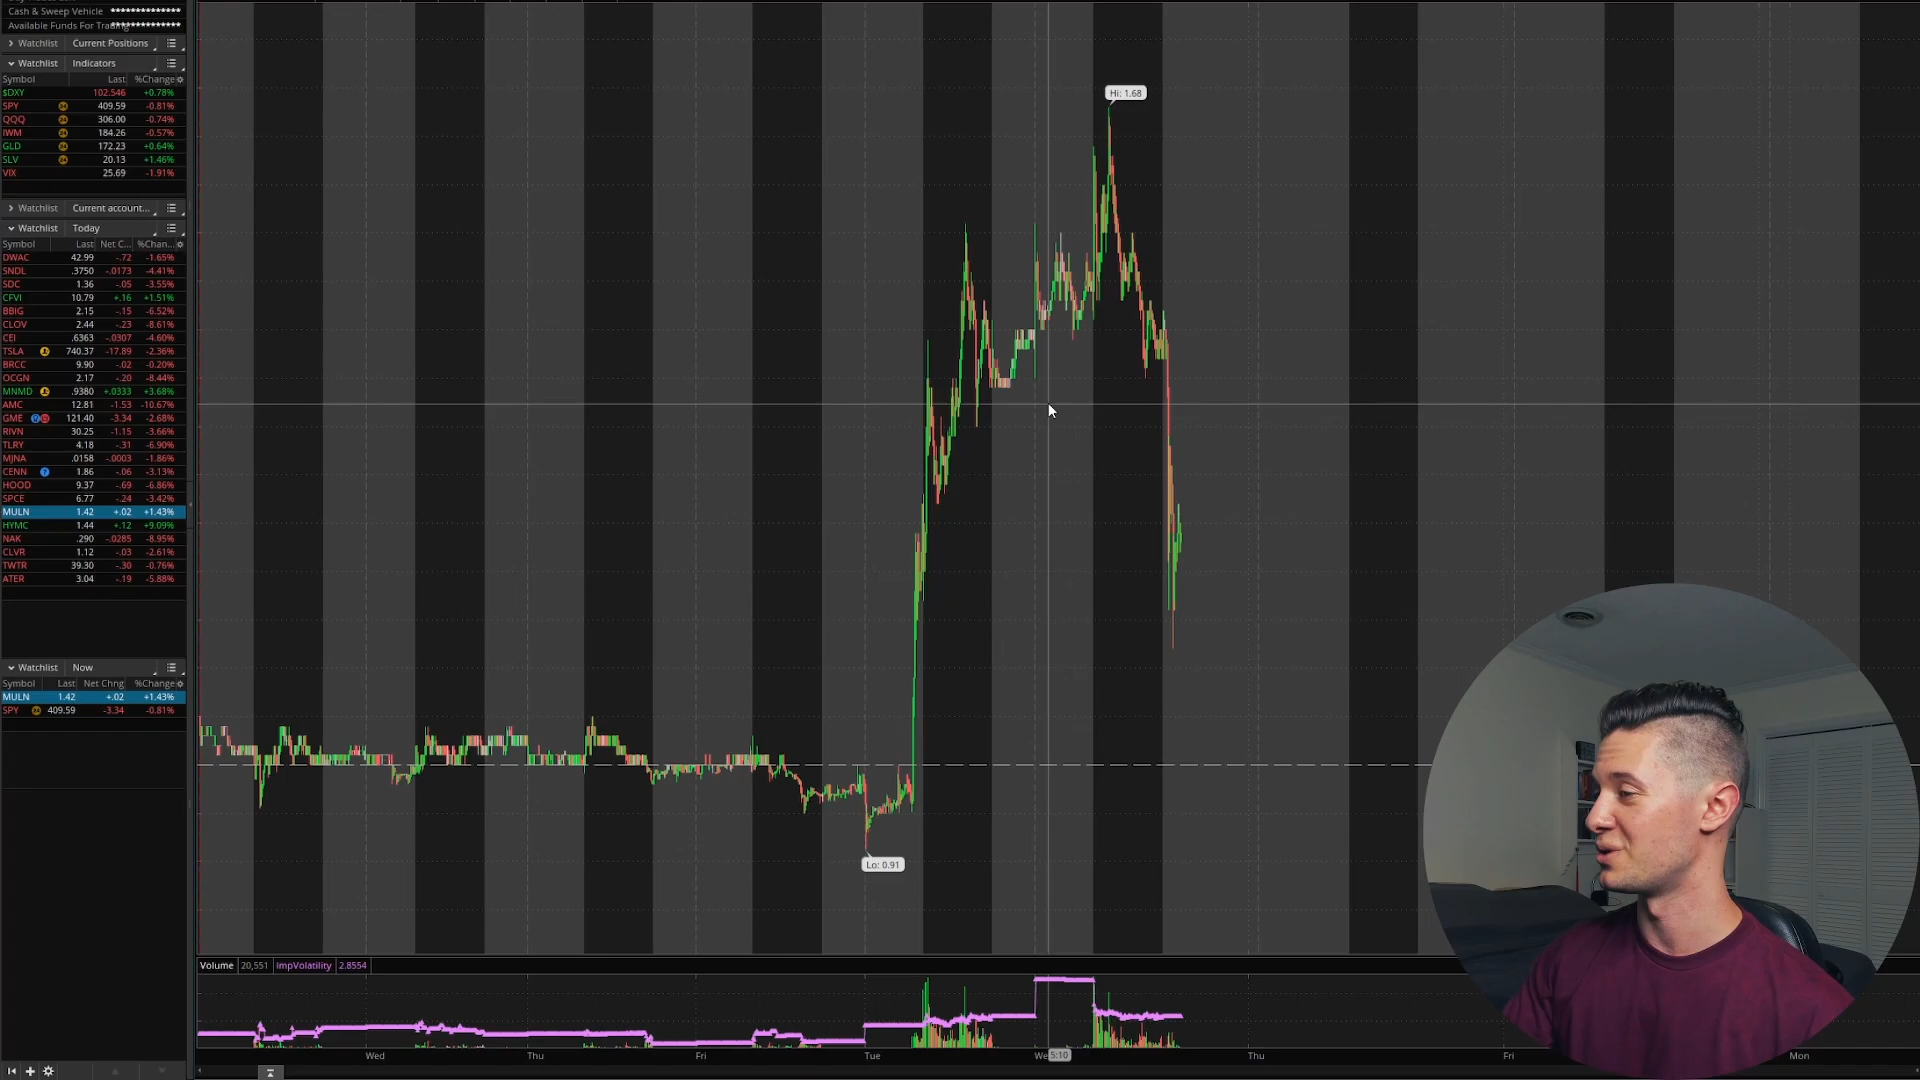 Cash & Sweep Vehicle **************
Available Funds For Trading **************
Watchlist Current Positions
Watchlist Indicators
Symbol Last %Change
$DXY 102.546 +0.78%
SPY 409.59 -0.81%
QQQ 306.00 -0.74%
IWM 184.26 -0.57%
GLD 172.23 +0.64%
SLV 20.13 +1.46%
VIX 25.69 -1.91%
Watchlist Current account...
Watchlist Today
Symbol Last Net C... %Chan...
DWAC 42.99 -.72 -1.65%
SNDL .3750 -.0173 -4.41%
SDC 1.36 -.05 -3.55%
CFVI 10.79 +.16 +1.51%
BBIG 2.15 -.15 -6.52%
CLOV 2.44 -.23 -8.61%
CEI .6363 -.0307 -4.60%
TSLA 740.37 -17.89 -2.36%
BRCC 9.90 -.02 -0.20%
OCGN 2.17 -.20 -8.44%
MNMD .9380 +.0333 +3.68%
AMC 12.81 -1.53 -10.67%
GME 121.40 -3.34 -2.68%
RIVN 30.25 -1.15 -3.66%
TLRY 4.18 -.31 -6.90%
MJNA .0158 -.0003 -1.86%
CENN 1.86 -.06 -3.13%
HOOD 9.37 -.69 -6.86%
SPCE 6.77 -.24 -3.42%
MULN 1.42 +.02 +1.43%
HYMC 1.44 +.12 +9.09%
NAK .290 -.0285 -8.95%
CLVR 1.12 -.03 -2.61%
TWTR 39.30 -.30 -0.76%
ATER 3.04 -.19 -5.88%
Watchlist Now
Symbol Last Net Chng %Change
MULN 1.42 +.02 +1.43%
SPY 409.59 -3.34 -0.81%
Hi: 1.68
Lo: 0.91
Volume 20,551 ImpVolatility 2.8554
Wed Thu Fri Tue We 5:10 Thu Fri Mon